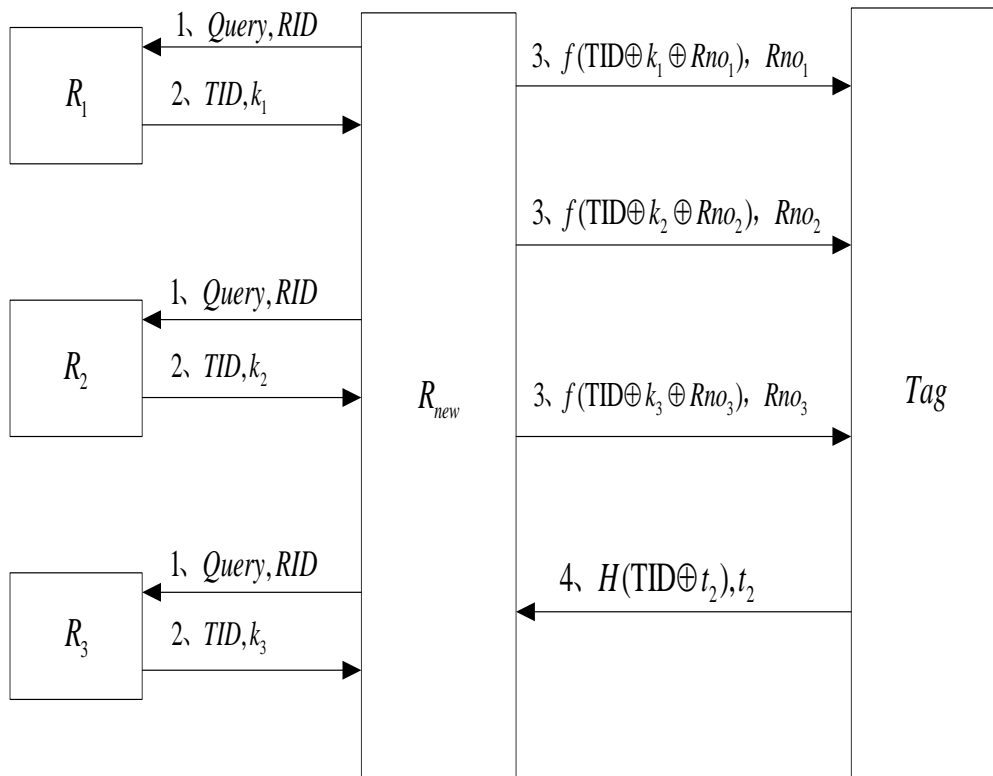 1、Query,RID
R₁
2、TID,k₁
3、f(TID⊕k₁⊕Rno₁)，Rno₁
3、f(TID⊕k₂⊕Rno₂)，Rno₂
1、Query,RID
R₂
2、TID,k₂
R_new
3、f(TID⊕k₃⊕Rno₃)，Rno₃
Tag
1、Query,RID
R₃
2、TID,k₃
4、H(TID⊕t₂),t₂